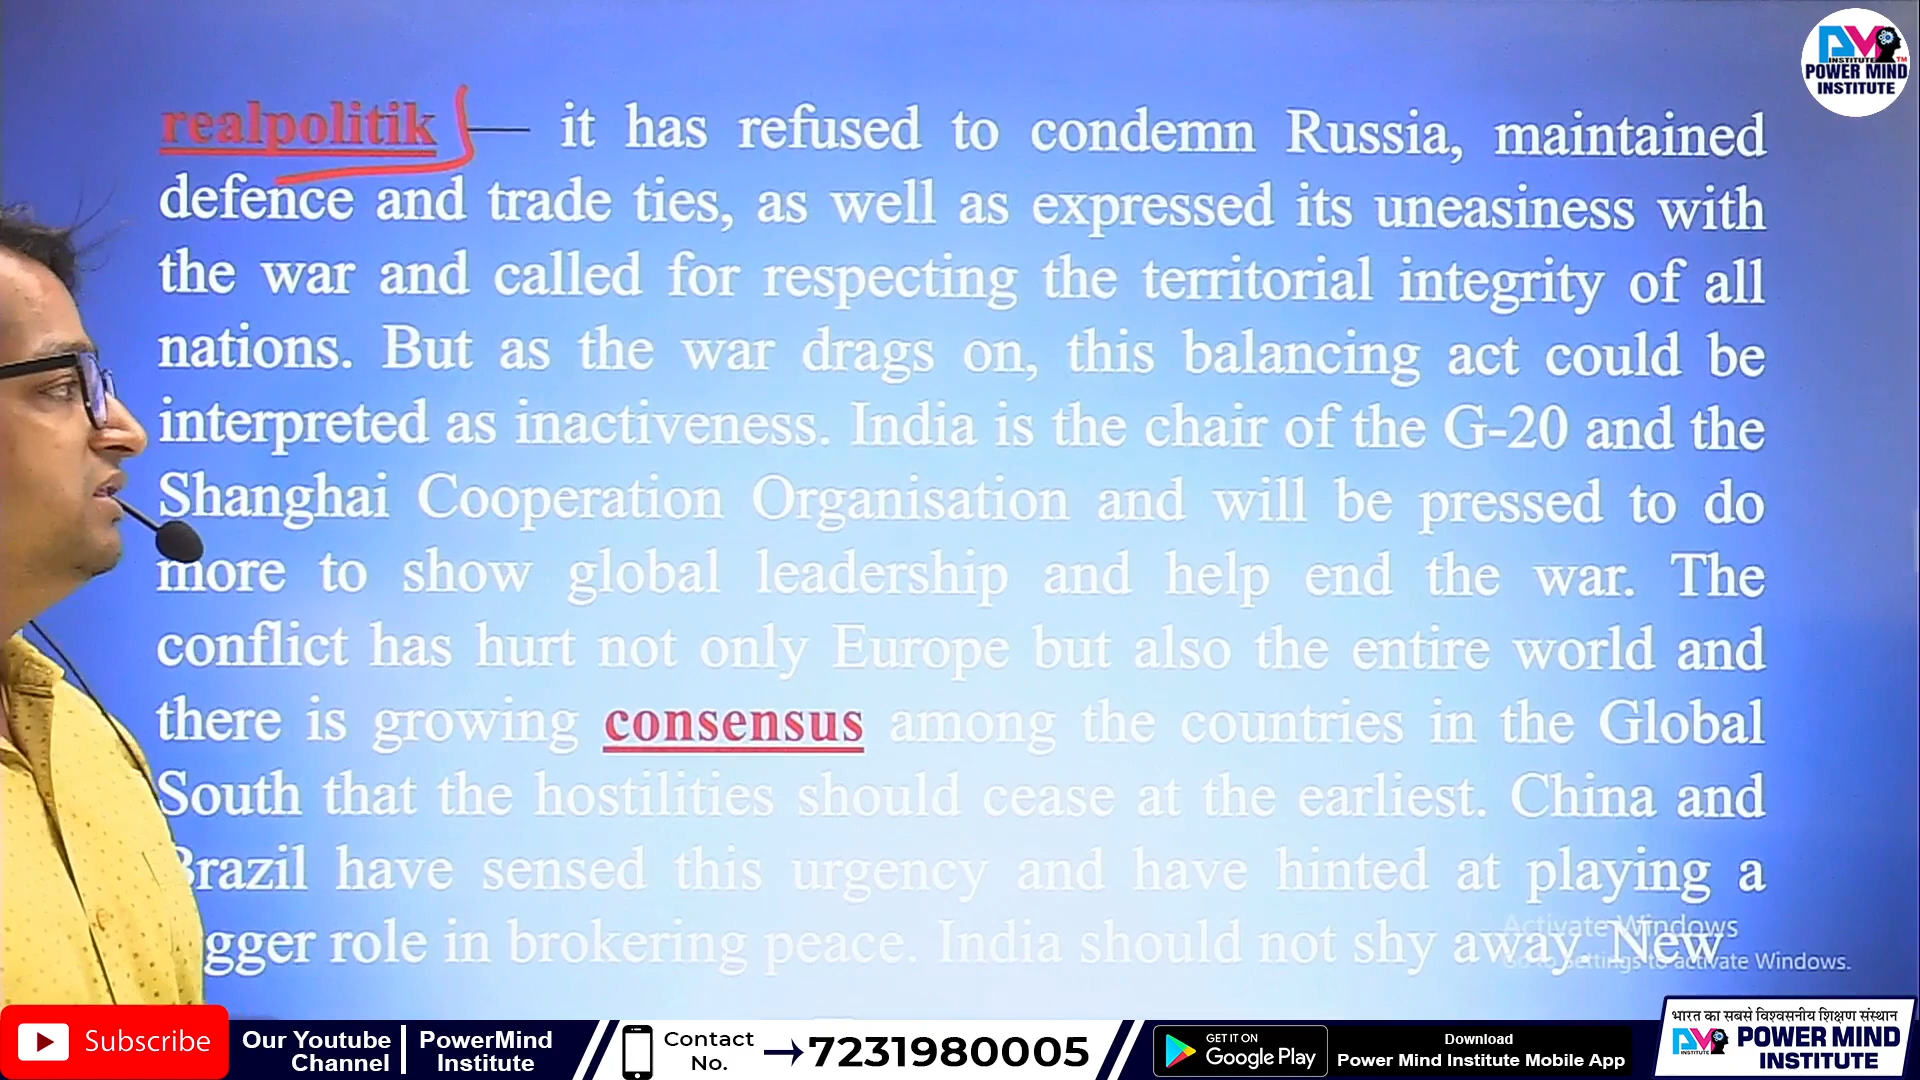 realpolitik — it has refused to condemn Russia, maintained
defence and trade ties, as well as expressed its uneasiness with
the war and called for respecting the territorial integrity of all
nations. But as the war drags on, this balancing act could be
interpreted as inactiveness. India is the chair of the G-20 and the
Shanghai Cooperation Organisation and will be pressed to do
more to show global leadership and help end the war. The
conflict has hurt not only Europe but also the entire world and
there is growing consensus among the countries in the Global
South that the hostilities should cease at the earliest. China and
Brazil have sensed this urgency and have hinted at playing a
gger role in brokering peace. India should not shy away. New
Activate Windows
Go to Settings to activate Windows.
PM
INSTITUTE
TM
POWER MIND
INSTITUTE
Subscribe
Our Youtube
Channel
PowerMind
Institute
Contact
No.
7231980005
GET IT ON
Google Play
Download
Power Mind Institute Mobile App
भारत का सबसे विश्वसनीय शिक्षण संस्थान
PM
INSTITUTE
POWER MIND
INSTITUTE